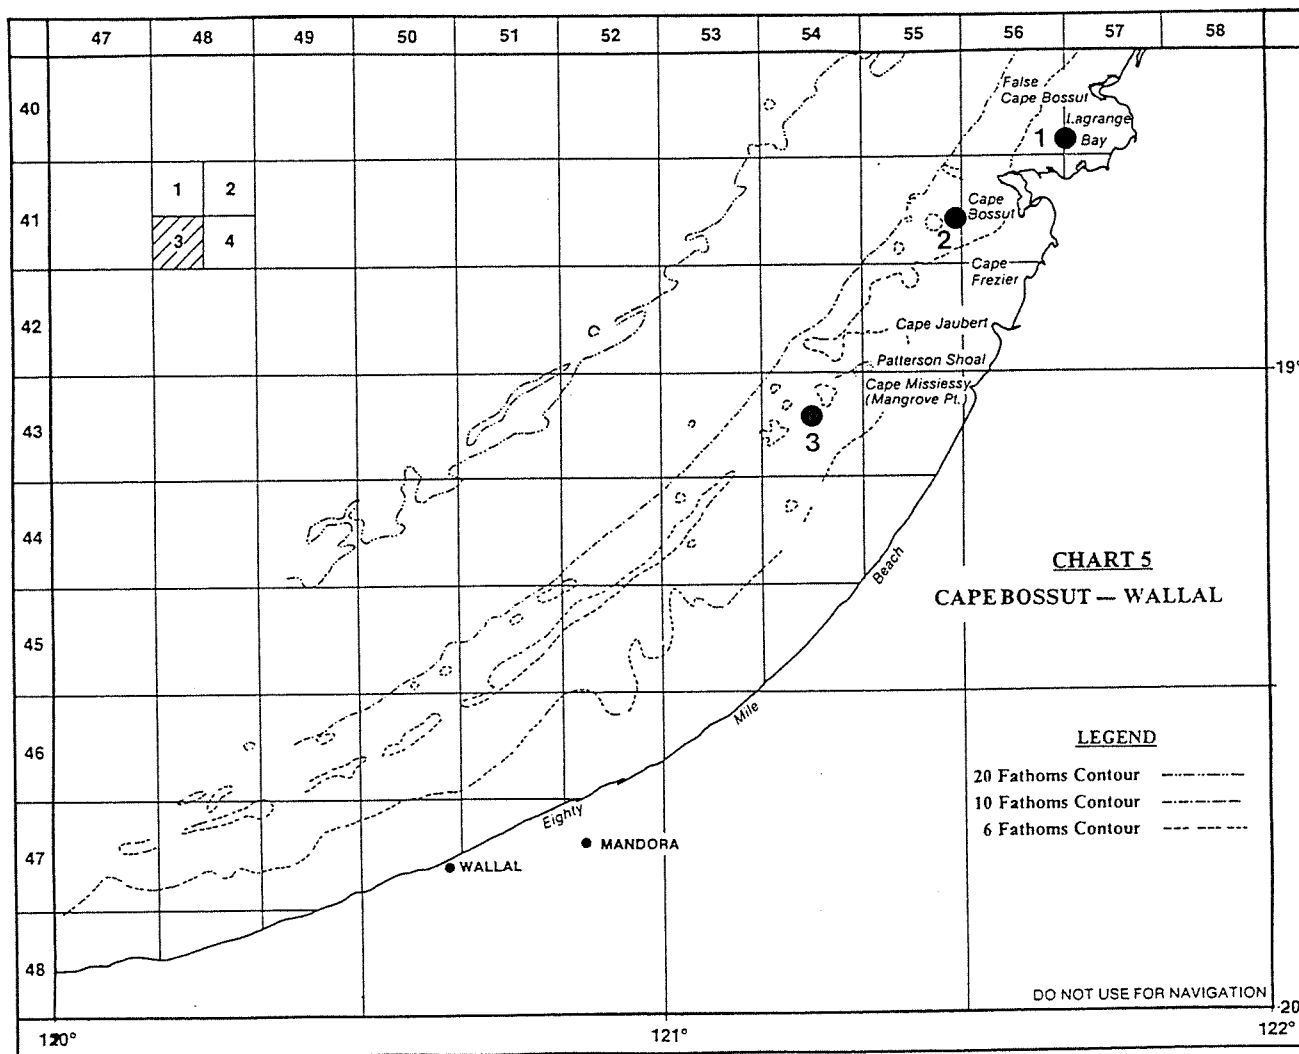 47 48 49 50 51 52 53 54 55 56 57 58
40
False
Cape Bossut
Lagrange
1
Bay
1 2
41
3 4
Cape
Bossut
2
Cape
Frezier
42
Cape Jaubert
Patterson Shoal
19°
Cape Missiessy
(Mangrove Pt.)
43
3
44
CHART 5
Beach
CAPE BOSSUT — WALLAL
45
Mile
46
LEGEND
20 Fathoms Contour
10 Fathoms Contour
Eighty
6 Fathoms Contour
MANDORA
47
WALLAL
48
DO NOT USE FOR NAVIGATION
20
120° 121° 122°